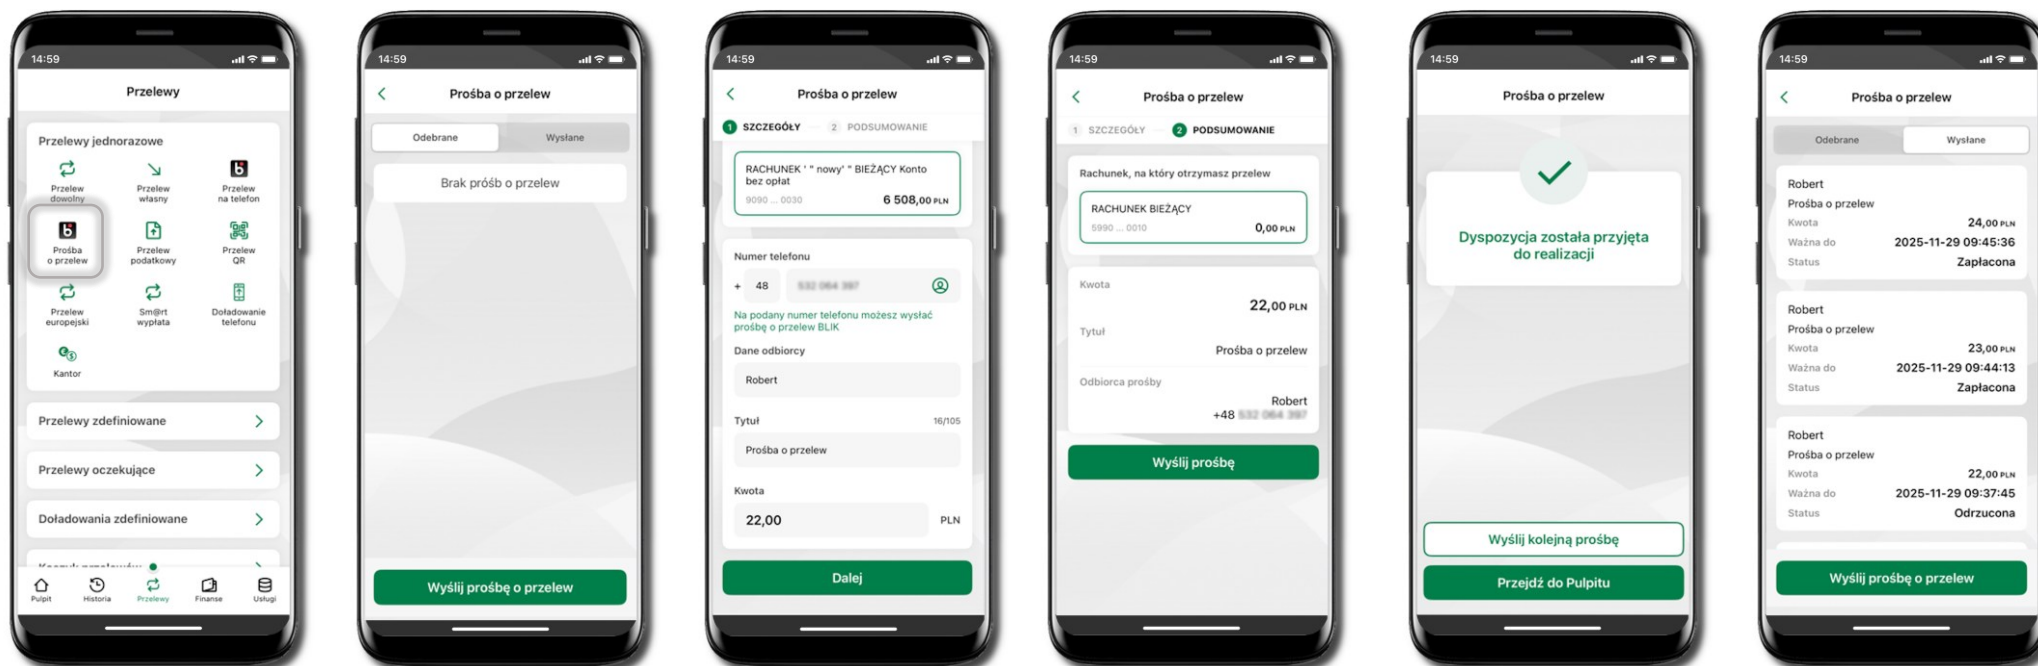 14:59
Przelewy
Przelewy jednorazowe
Przelew
dowolny
Przelew
własny
Przelew
na telefon
Prośba
o przelew
Przelew
podatkowy
Przelew
QR
Przelew
europejski
Sm@rt
wypłata
Doładowanie
telefonu
Kantor
Przelewy zdefiniowane
Przelewy oczekujące
Doładowania zdefiniowane
Pulpit
Historia
Przelewy
Finanse
Usługi
14:59
Prośba o przelew
Odebrane
Wysłane
Brak próśb o przelew
Wyślij prośbę o przelew
14:59
Prośba o przelew
1 SZCZEGÓŁY 2 PODSUMOWANIE
RACHUNEK ' " nowy' " BIEŻĄCY Konto
bez opłat
9090 ... 0030 6 508,00 PLN
Numer telefonu
+ 48
Na podany numer telefonu możesz wysłać
prośbę o przelew BLIK
Dane odbiorcy
Robert
Tytuł 16/105
Prośba o przelew
Kwota
22,00 PLN
Dalej
14:59
Prośba o przelew
1 SZCZEGÓŁY 2 PODSUMOWANIE
Rachunek, na który otrzymasz przelew
RACHUNEK BIEŻĄCY
5990 ... 0010 0,00 PLN
Kwota
22,00 PLN
Tytuł
Prośba o przelew
Odbiorca prośby
Robert
+48
Wyślij prośbę
14:59
Prośba o przelew
Dyspozycja została przyjęta
do realizacji
Wyślij kolejną prośbę
Przejdź do Pulpitu
14:59
Prośba o przelew
Odebrane
Wysłane
Robert
Prośba o przelew
Kwota 24,00 PLN
Ważna do 2025-11-29 09:45:36
Status Zapłacona
Robert
Prośba o przelew
Kwota 23,00 PLN
Ważna do 2025-11-29 09:44:13
Status Zapłacona
Robert
Prośba o przelew
Kwota 22,00 PLN
Ważna do 2025-11-29 09:37:45
Status Odrzucona
Wyślij prośbę o przelew